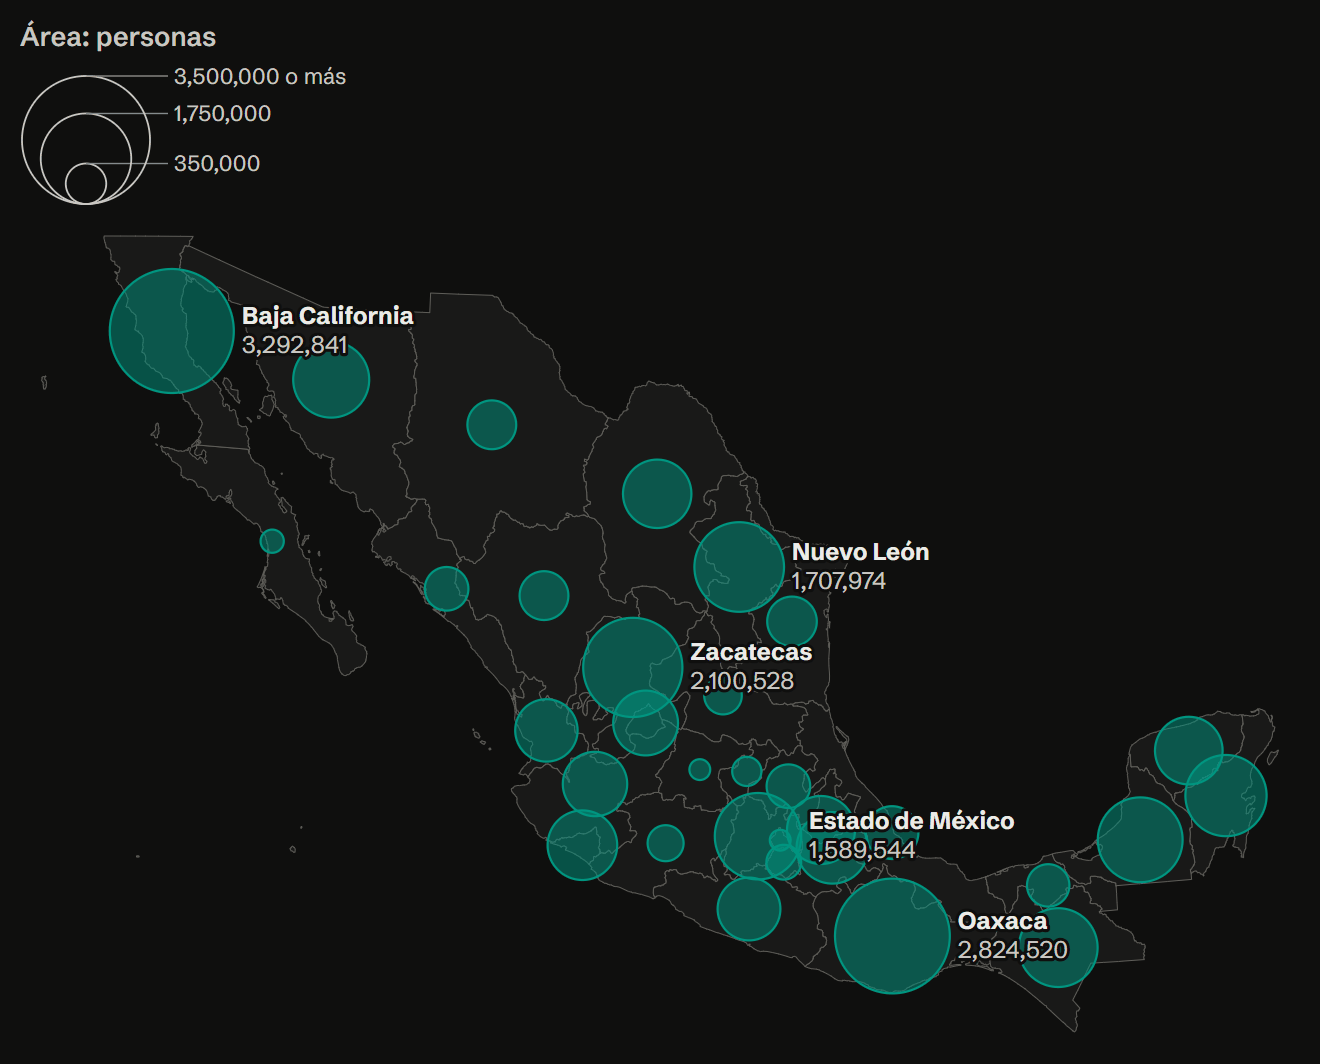 Área: personas
3,500,000 o más
1,750,000
350,000
Baja California
3,292,841
Nuevo León
1,707,974
Zacatecas
2,100,528
Estado de México
1,589,544
Oaxaca
2,824,520